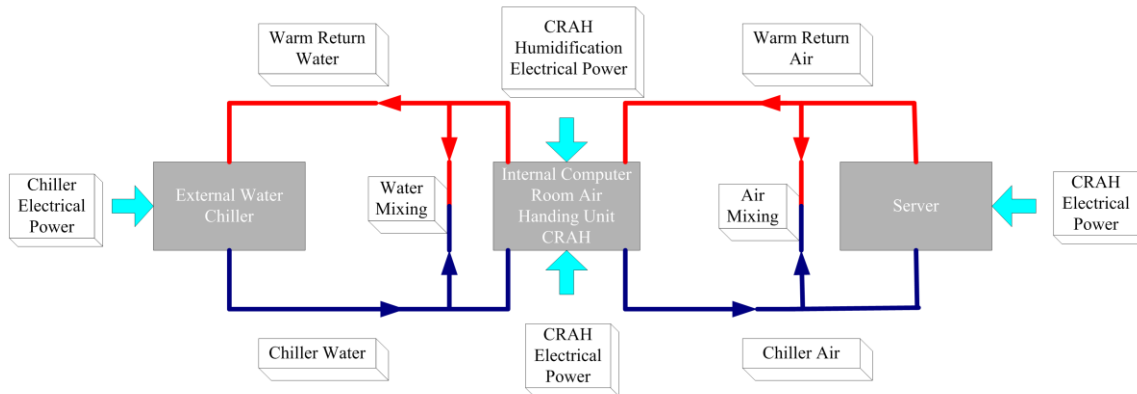 Warm Return
Water
CRAH
Humidification
Electrical Power
Warm Return
Air
Chiller
Electrical
Power
External Water
Chiller
Water
Mixing
Internal Computer
Room Air
Handing Unit
CRAH
Air
Mixing
Server
CRAH
Electrical
Power
Chiller Water
CRAH
Electrical
Power
Chiller Air